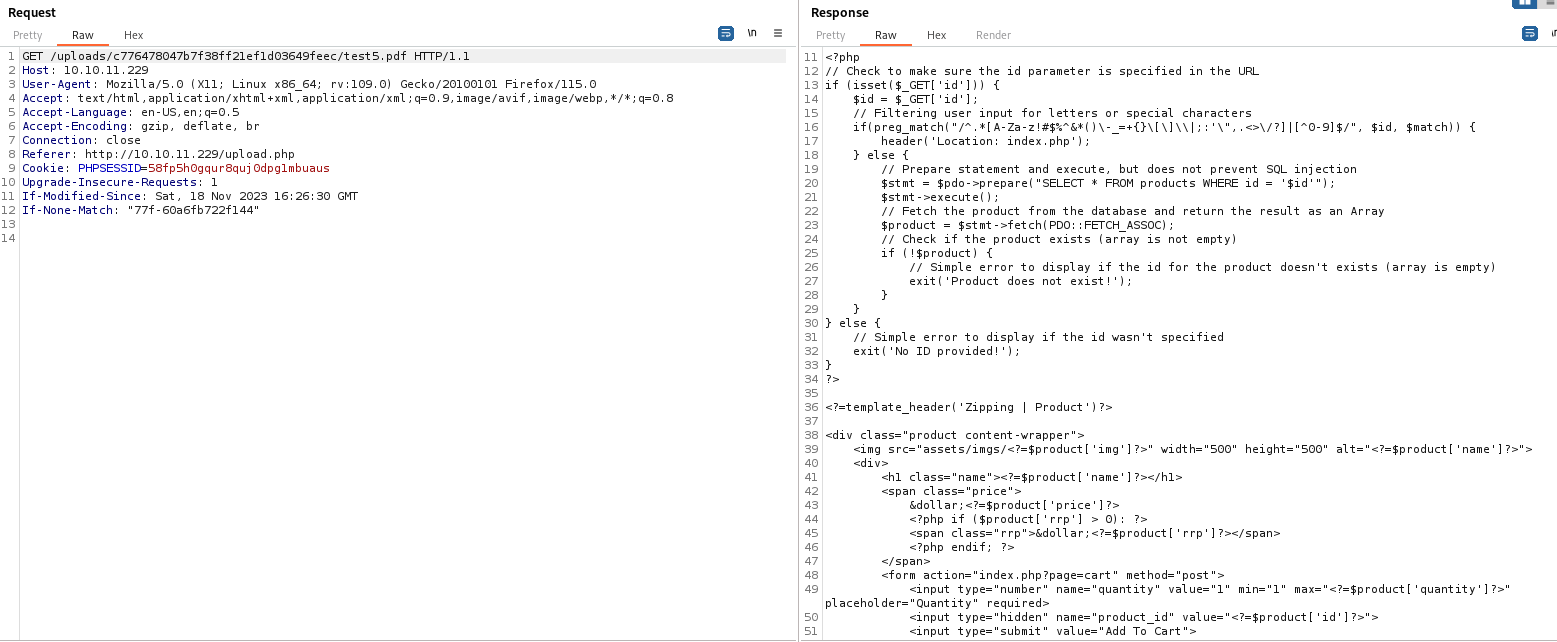 Request
Pretty Raw Hex
\n
1 GET /uploads/c776478047b7f38ff21ef1d03649feec/test5.pdf HTTP/1.1
2 Host: 10.10.11.229
3 User-Agent: Mozilla/5.0 (X11; Linux x86_64; rv:109.0) Gecko/20100101 Firefox/115.0
4 Accept: text/html,application/xhtml+xml,application/xml;q=0.9,image/avif,image/webp,*/*;q=0.8
5 Accept-Language: en-US,en;q=0.5
6 Accept-Encoding: gzip, deflate, br
7 Connection: close
8 Referer: http://10.10.11.229/upload.php
9 Cookie: PHPSESSID=58fp5h0gqur8quj0dpg1mbuaus
10 Upgrade-Insecure-Requests: 1
11 If-Modified-Since: Sat, 18 Nov 2023 16:26:30 GMT
12 If-None-Match: "77f-60a6fb722f144"
13
14
Response
Pretty Raw Hex Render
11 <?php
12 // Check to make sure the id parameter is specified in the URL
13 if (isset($_GET['id'])) {
14     $id = $_GET['id'];
15     // Filtering user input for letters or special characters
16     if(preg_match("/^.*[A-Za-z!#$%^&*()\-_=+{}\[\]\\|;:'\",.<>\/?]|[^0-9]$/", $id, $match)) {
17         header('Location: index.php');
18     } else {
19         // Prepare statement and execute, but does not prevent SQL injection
20         $stmt = $pdo->prepare("SELECT * FROM products WHERE id = '$id'");
21         $stmt->execute();
22         // Fetch the product from the database and return the result as an Array
23         $product = $stmt->fetch(PDO::FETCH_ASSOC);
24         // Check if the product exists (array is not empty)
25         if (!$product) {
26             // Simple error to display if the id for the product doesn't exists (array is empty)
27             exit('Product does not exist!');
28         }
29     }
30 } else {
31     // Simple error to display if the id wasn't specified
32     exit('No ID provided!');
33 }
34 ?>
35
36 <?=template_header('Zipping | Product')?>
37
38 <div class="product content-wrapper">
39     <img src="assets/imgs/<?=$product['img']?>" width="500" height="500" alt="<?=$product['name']?>">
40     <div>
41         <h1 class="name"><?=$product['name']?></h1>
42         <span class="price">
43             &dollar;<?=$product['price']?>
44             <?php if ($product['rrp'] > 0): ?>
45             <span class="rrp">&dollar;<?=$product['rrp']?></span>
46             <?php endif; ?>
47         </span>
48         <form action="index.php?page=cart" method="post">
49             <input type="number" name="quantity" value="1" min="1" max="<?=$product['quantity']?>"
placeholder="Quantity" required>
50             <input type="hidden" name="product_id" value="<?=$product['id']?>">
51             <input type="submit" value="Add To Cart">